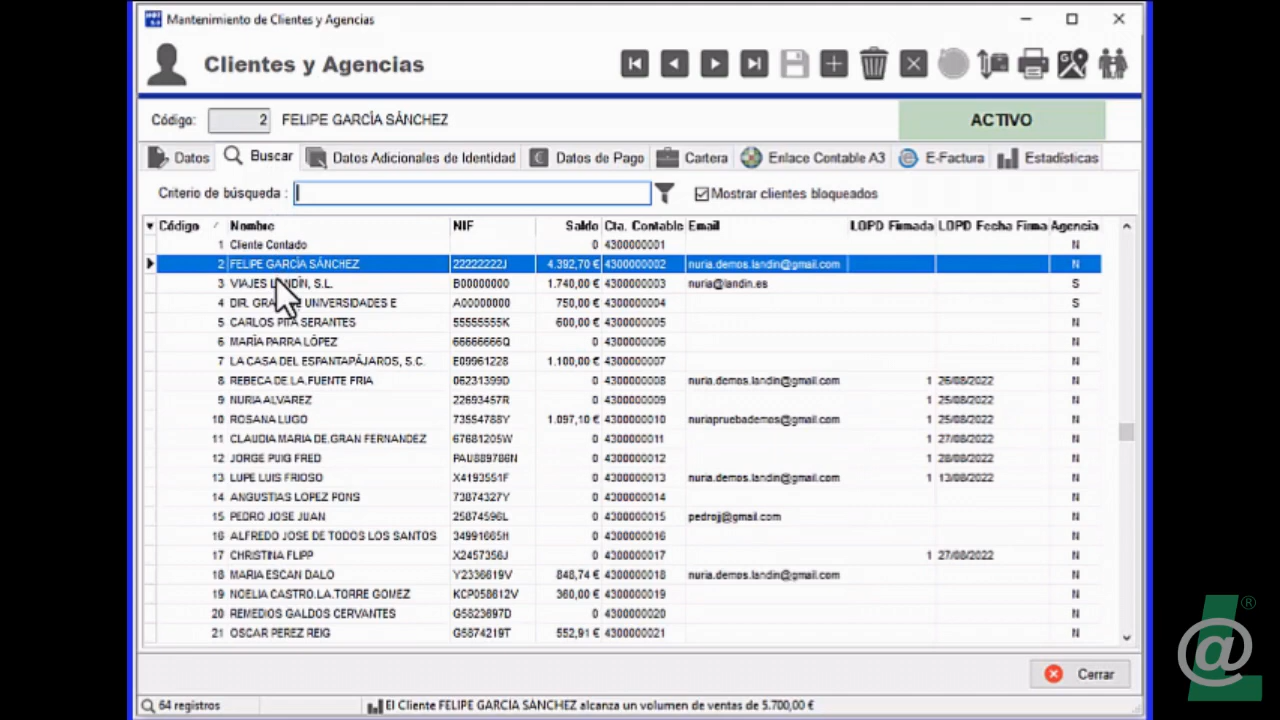 Mantenimiento de Clientes y Agencias
Clientes y Agencias
Código: 2 FELIPE GARCÍA SÁNCHEZ ACTIVO
Datos Buscar Datos Adicionales de Identidad Datos de Pago Cartera Enlace Contable A3 E-Factura Estadísticas
Criterio de búsqueda : Mostrar clientes bloqueados
Código Nombre NIF Saldo Cta. Contable Email LOPD Firmada LOPD Fecha Firma Agencia
1 Cliente Contado 0 4300000001 N
2 FELIPE GARCÍA SÁNCHEZ 22222222J 4.392,70 € 4300000002 nuria.demos.landin@gmail.com N
3 VIAJES LANDÍN, S.L. B00000000 1.740,00 € 4300000003 nuria@landin.es S
4 DIR. UNIVERSIDADES E A00000000 750,00 € 4300000004 S
5 CARLOS PITA SERANTES 55555555K 600,00 € 4300000005 N
6 MARÍA PARRA LÓPEZ 66666666Q 0 4300000006 N
7 LA CASA DEL ESPANTAPÁJAROS, S.C. E09961228 1.100,00 € 4300000007 N
8 REBECA DE LA.FUENTE FRIA 06231399D 0 4300000008 nuria.demos.landin@gmail.com 1 26/08/2022 N
9 NURIA ALVAREZ 22693457R 0 4300000009 1 25/08/2022 N
10 ROSANA LUGO 73554788Y 1.097,10 € 4300000010 nuriapruebademos@gmail.com 1 25/08/2022 N
11 CLAUDIA MARIA DE.GRAN FERNANDEZ 67681205W 0 4300000011 1 27/08/2022 N
12 JORGE PUIG FRED PAU889786N 0 4300000012 1 28/08/2022 N
13 LUPE LUIS FRIOSO X4193551F 0 4300000013 nuria.demos.landin@gmail.com 1 13/08/2022 N
14 ANGUSTIAS LOPEZ PONS 73874327Y 0 4300000014 N
15 PEDRO JOSE JUAN 25874596L 0 4300000015 pedrojj@gmail.com N
16 ALFREDO JOSE DE TODOS LOS SANTOS 34991665H 0 4300000016 N
17 CHRISTINA FLIPP X2457356J 0 4300000017 1 27/08/2022 N
18 MARIA ESCAN DALO Y2336619V 848,74 € 4300000018 nuria.demos.landin@gmail.com N
19 NOELIA CASTRO.LA.TORRE GOMEZ KCP058612V 360,00 € 4300000019 N
20 REMEDIOS GALDOS CERVANTES G5823697D 0 4300000020 N
21 OSCAR PEREZ REIG G5874219T 552,91 € 4300000021 N
Cerrar
64 registros El Cliente FELIPE GARCÍA SÁNCHEZ alcanza un volumen de ventas de 5.700,00 €